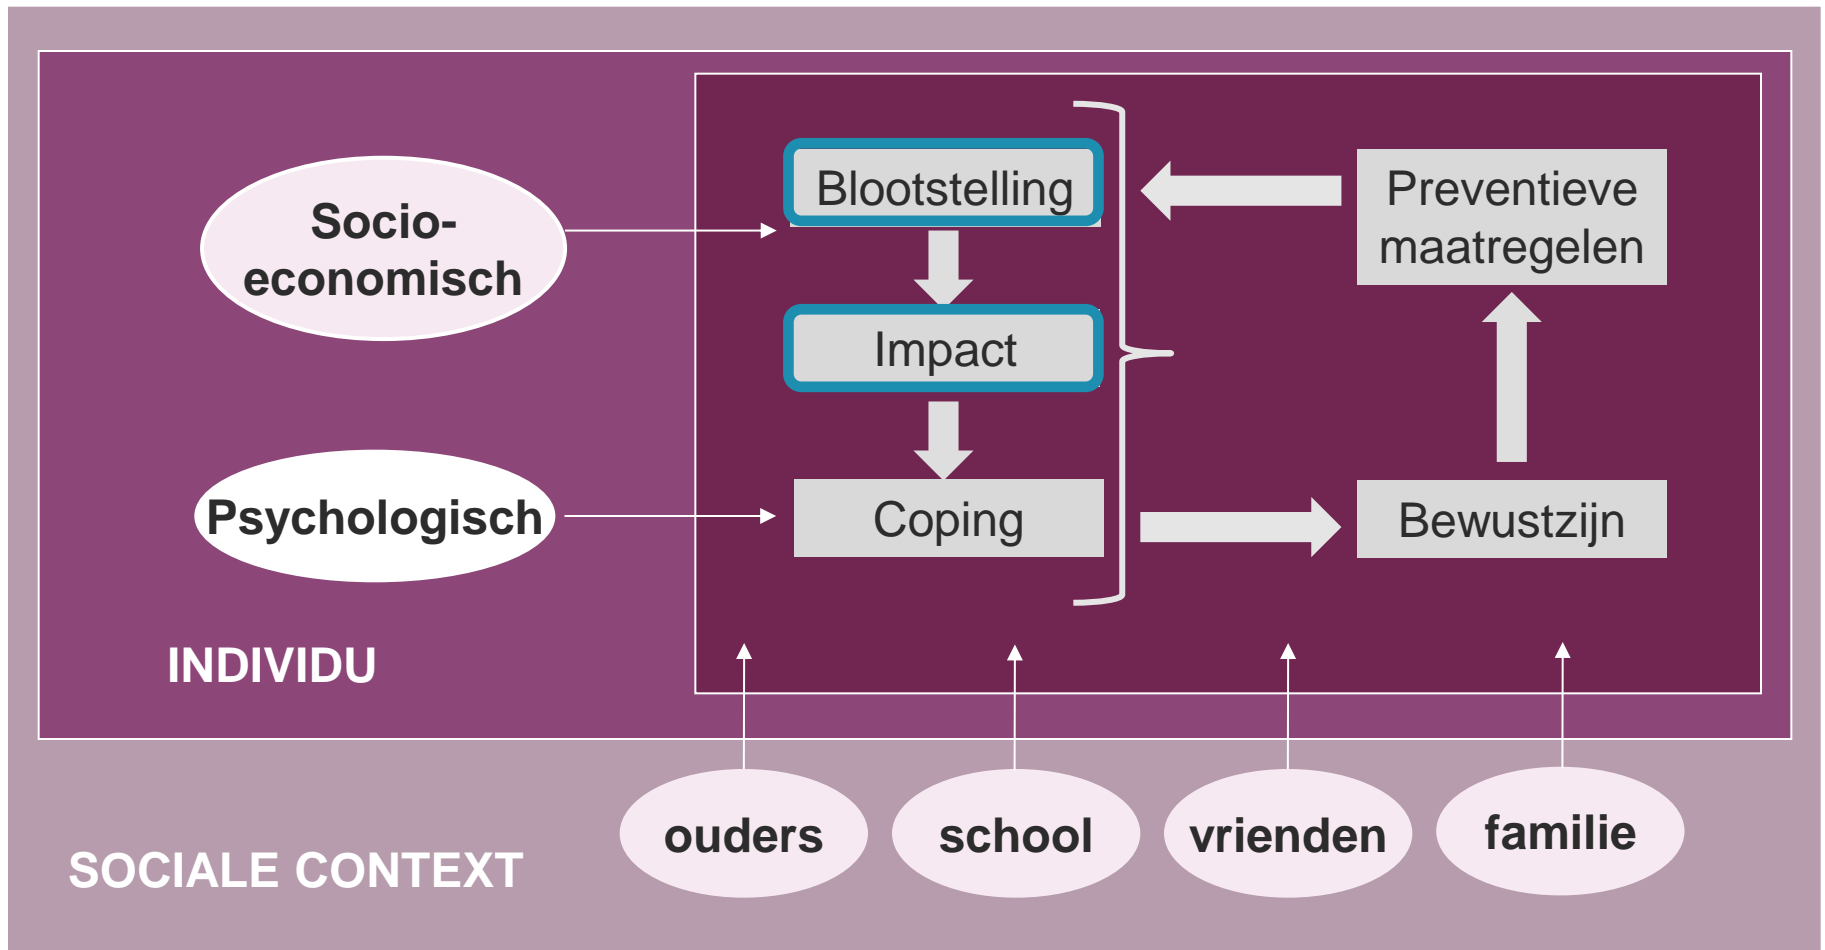 Socio-
economisch
Psychologisch
INDIVIDU
Blootstelling
Impact
Coping
Preventieve
maatregelen
Bewustzijn
ouders
school
vrienden
familie
SOCIALE CONTEXT